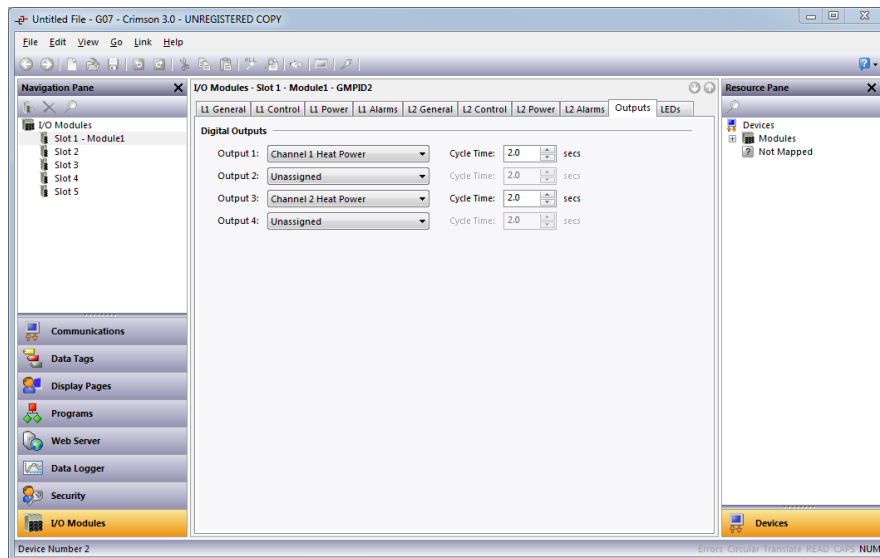 Untitled File - G07 - Crimson 3.0 - UNREGISTERED COPY
File Edit View Go Link Help
Navigation Pane
I/O Modules
Slot 1 - Module1
Slot 2
Slot 3
Slot 4
Slot 5
Communications
Data Tags
Display Pages
Programs
Web Server
Data Logger
Security
I/O Modules
I/O Modules - Slot 1 - Module1 - GMPID2
L1 General L1 Control L1 Power L1 Alarms L2 General L2 Control L2 Power L2 Alarms Outputs LEDs
Digital Outputs
Output 1: Channel 1 Heat Power Cycle Time: 2.0 secs
Output 2: Unassigned Cycle Time: 2.0 secs
Output 3: Channel 2 Heat Power Cycle Time: 2.0 secs
Output 4: Unassigned Cycle Time: 2.0 secs
Resource Pane
Devices
Modules
Not Mapped
Devices
Device Number 2
Errors Circular Translate READ CAPS NUM